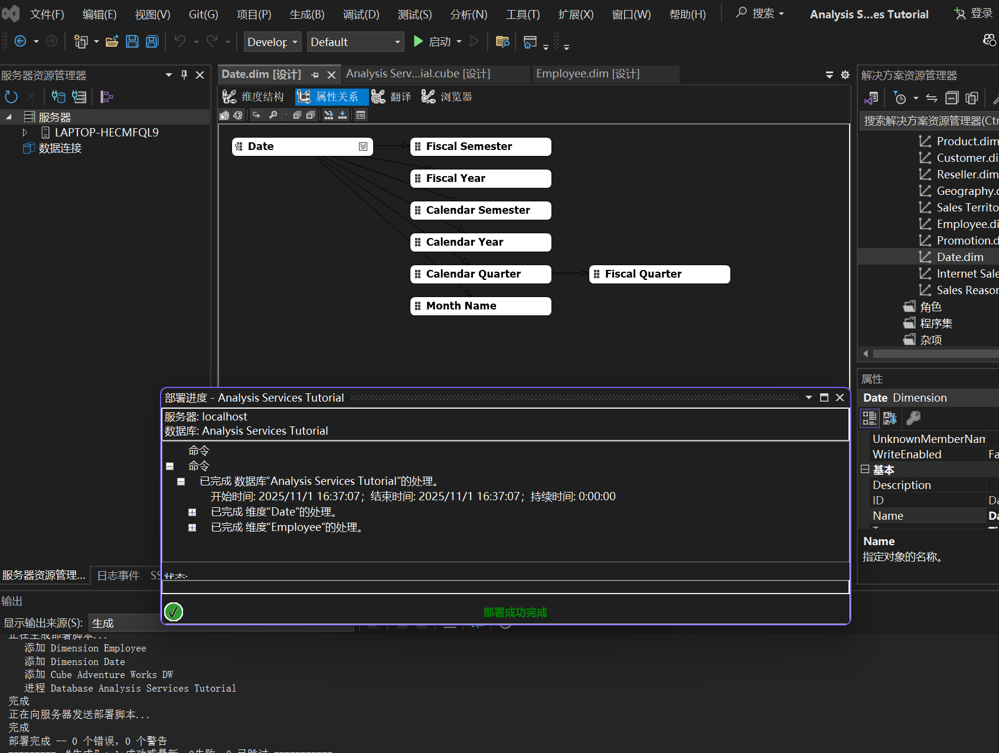 文件(F) 编辑(E) 视图(V) Git(G) 项目(P) 生成(B) 调试(D) 测试(S) 分析(N) 工具(T) 扩展(X) 窗口(W) 帮助(H) 搜索 Analysis S...es Tutorial 登录
Develop Default 启动
服务器资源管理器
服务器
LAPTOP-HECMFQL9
数据连接
服务器资源管理... 日志事件
Date.dim [设计] Analysis Serv...ial.cube [设计] Employee.dim [设计]
维度结构 属性关系 翻译 浏览器
Date
Fiscal Semester
Fiscal Year
Calendar Semester
Calendar Year
Calendar Quarter
Fiscal Quarter
Month Name
解决方案资源管理器
搜索解决方案资源管理器(Ctr
Product.dim
Customer.di
Reseller.dim
Geography.d
Sales Territo
Employee.di
Promotion.d
Date.dim
Internet Sale
Sales Reason
角色
程序集
杂项
属性
Date Dimension
UnknownMemberNam
WriteEnabled Fa
基本
Description
ID Da
Name Da
Name
指定对象的名称。
部署进度 - Analysis Services Tutorial
服务器: localhost
数据库: Analysis Services Tutorial
命令
命令
已完成 数据库“Analysis Services Tutorial”的处理。
开始时间: 2025/11/1 16:37:07；结束时间: 2025/11/1 16:37:07；持续时间: 0:00:00
已完成 维度“Date”的处理。
已完成 维度“Employee”的处理。
状态:
部署成功完成
输出
显示输出来源(S): 生成
正在生成部署脚本...
添加 Dimension Employee
添加 Dimension Date
添加 Cube Adventure Works DW
进程 Database Analysis Services Tutorial
完成
正在向服务器发送部署脚本...
完成
部署完成 -- 0 个错误，0 个警告